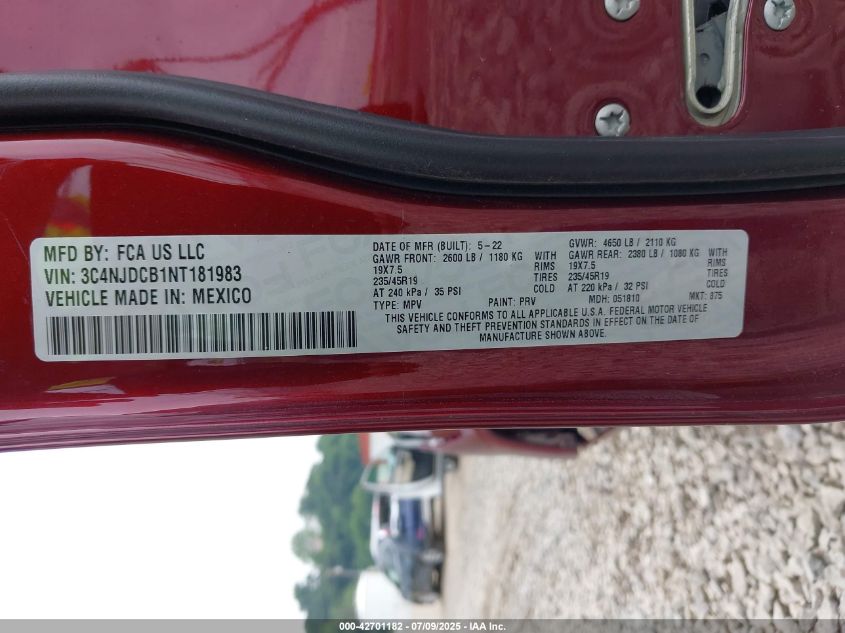 MFD BY: FCA US LLC
VIN: 3C4NJDCB1NT181983
VEHICLE MADE IN: MEXICO
DATE OF MFR (BUILT): 5-22
GVWR: 4650 LB / 2110 KG
GAWR FRONT: 2600 LB / 1180 KG WITH
GAWR REAR: 2380 LB / 1080 KG WITH
19X7.5 RIMS
19X7.5 RIMS
235/45R19
235/45R19
AT 240 kPa / 35 PSI COLD
AT 220 kPa / 32 PSI COLD
TYPE: MPV PAINT: PRV MDH: 051810 MKT: 875
THIS VEHICLE CONFORMS TO ALL APPLICABLE U.S.A. FEDERAL MOTOR VEHICLE
SAFETY AND THEFT PREVENTION STANDARDS IN EFFECT ON THE DATE OF
MANUFACTURE SHOWN ABOVE.
000-42701182 / 07/09/2025 - IAA Inc.